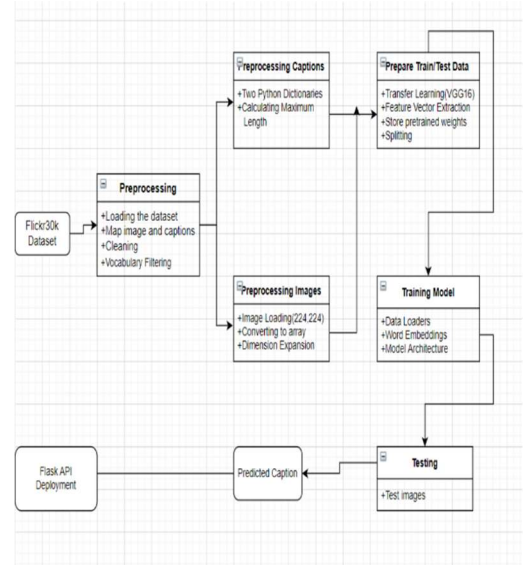 Preprocessing Captions
+Two Python Dictionaries
+Calculating Maximum
Length
Prepare Train/Test Data
+Transfer Learning(VGG16)
+Feature Vector Extraction
+Store pretrained weights
+Splitting
Flickr30k
Dataset
Preprocessing
+Loading the dataset
+Map image and captions
+Cleaning
+Vocabulary Filtering
Preprocessing Images
+Image Loading(224,224)
+Converting to array
+Dimension Expansion
Training Model
+Data Loaders
+Word Embeddings
+Model Architecture
Testing
+Test images
Predicted Caption
Flask API
Deployment